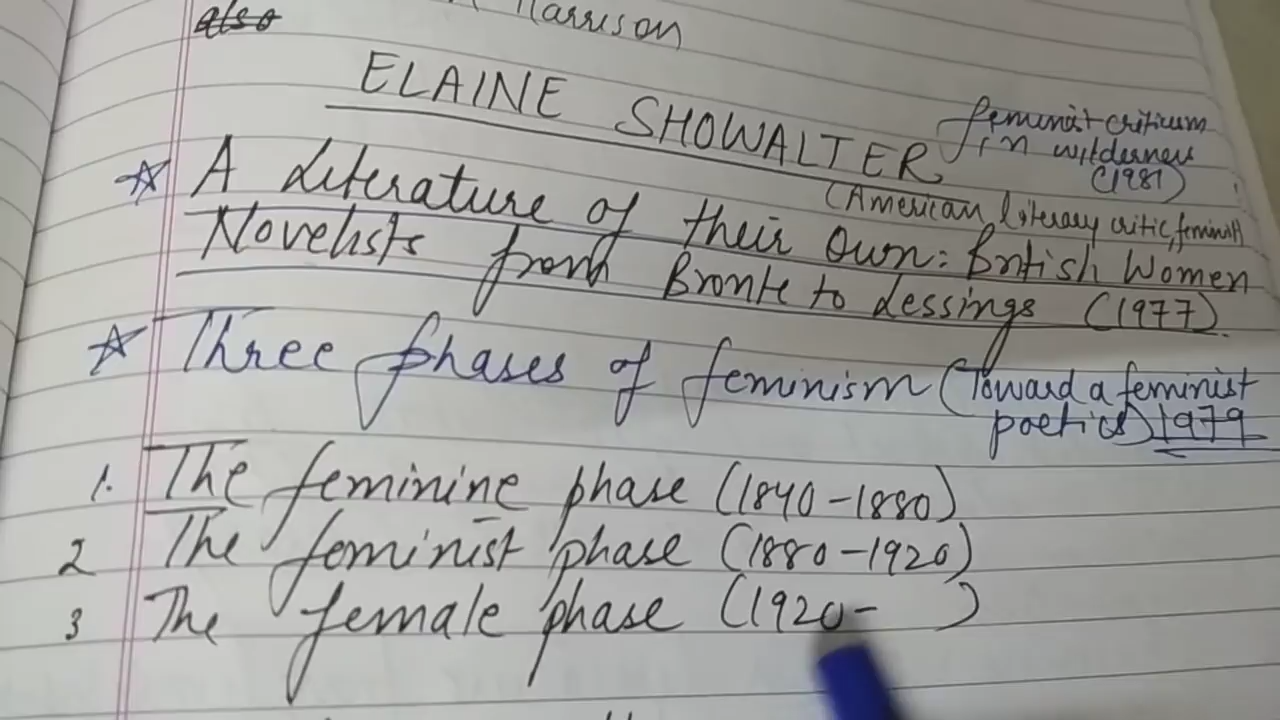 also Harrison
ELAINE SHOWALTER
feminist criticism
in wilderness
(1981)
(American literary critic, feminist)
☆ A Literature of their Own: British Women
Novelists from Bronte to Lessings (1977)
☆ Three phases of feminism (Toward a feminist
poetics) 1979
1. The feminine phase (1840-1880)
2 The feminist phase (1880-1920)
3 The female phase (1920- )